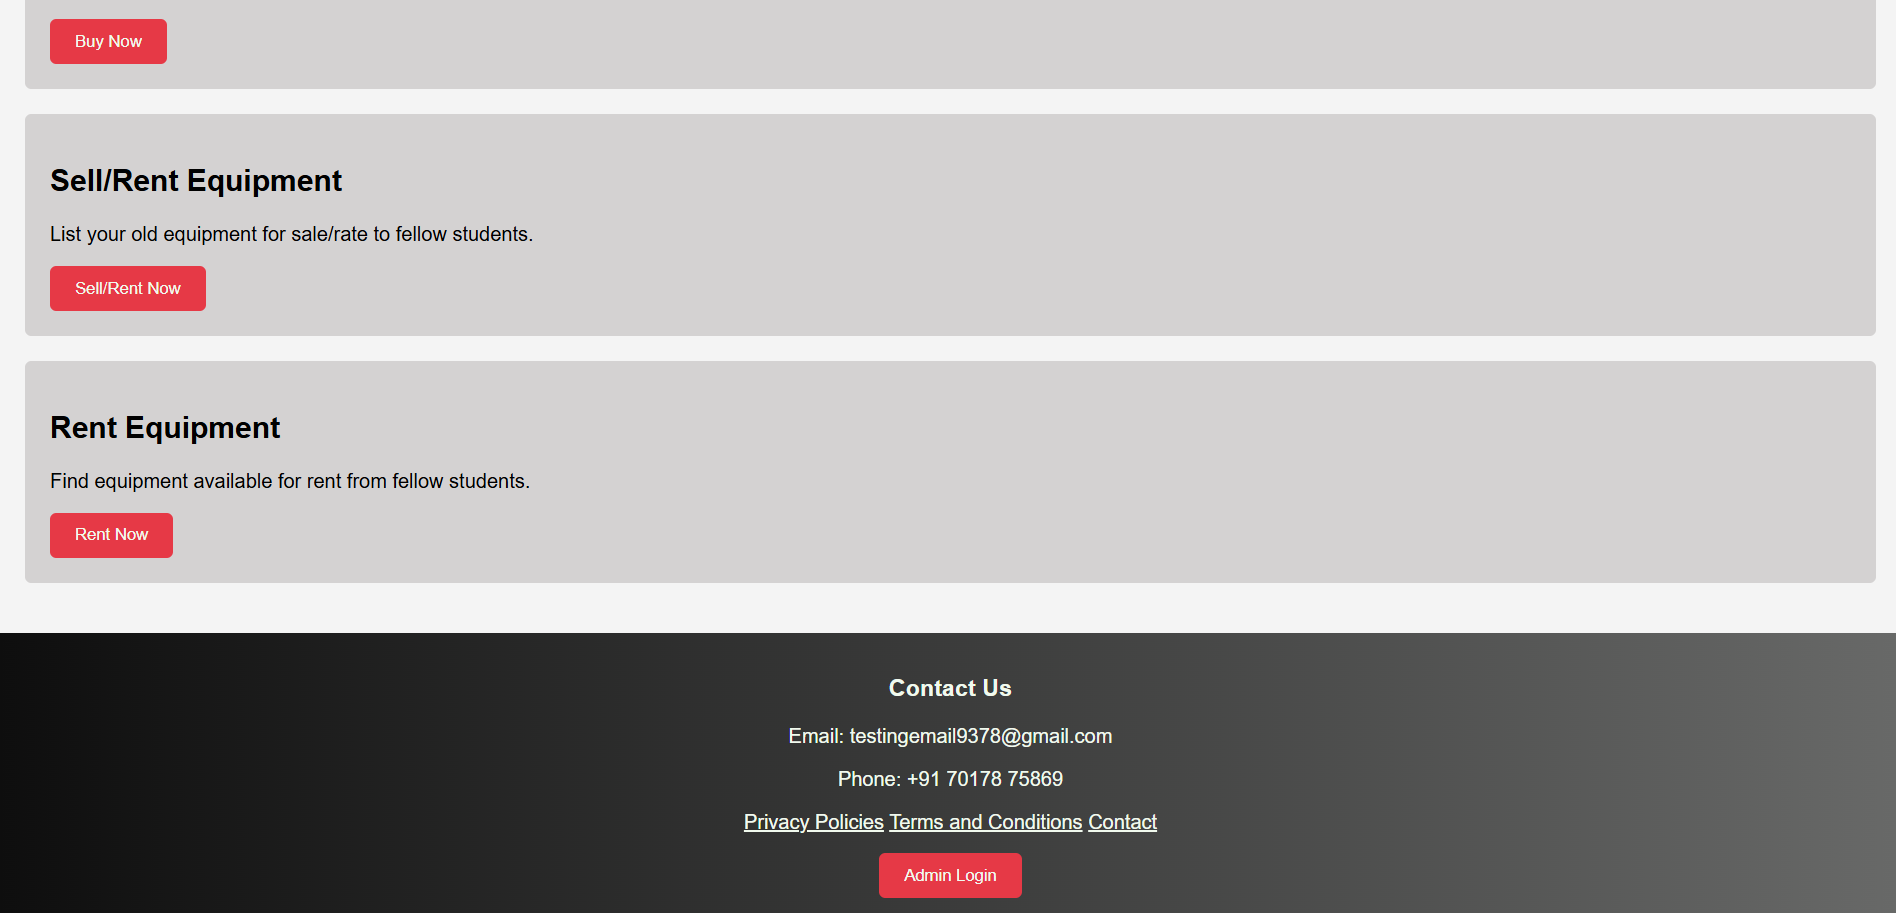 Buy Now
Sell/Rent Equipment
List your old equipment for sale/rate to fellow students.
Sell/Rent Now
Rent Equipment
Find equipment available for rent from fellow students.
Rent Now
Contact Us
Email: testingemail9378@gmail.com
Phone: +91 70178 75869
Privacy Policies Terms and Conditions Contact
Admin Login